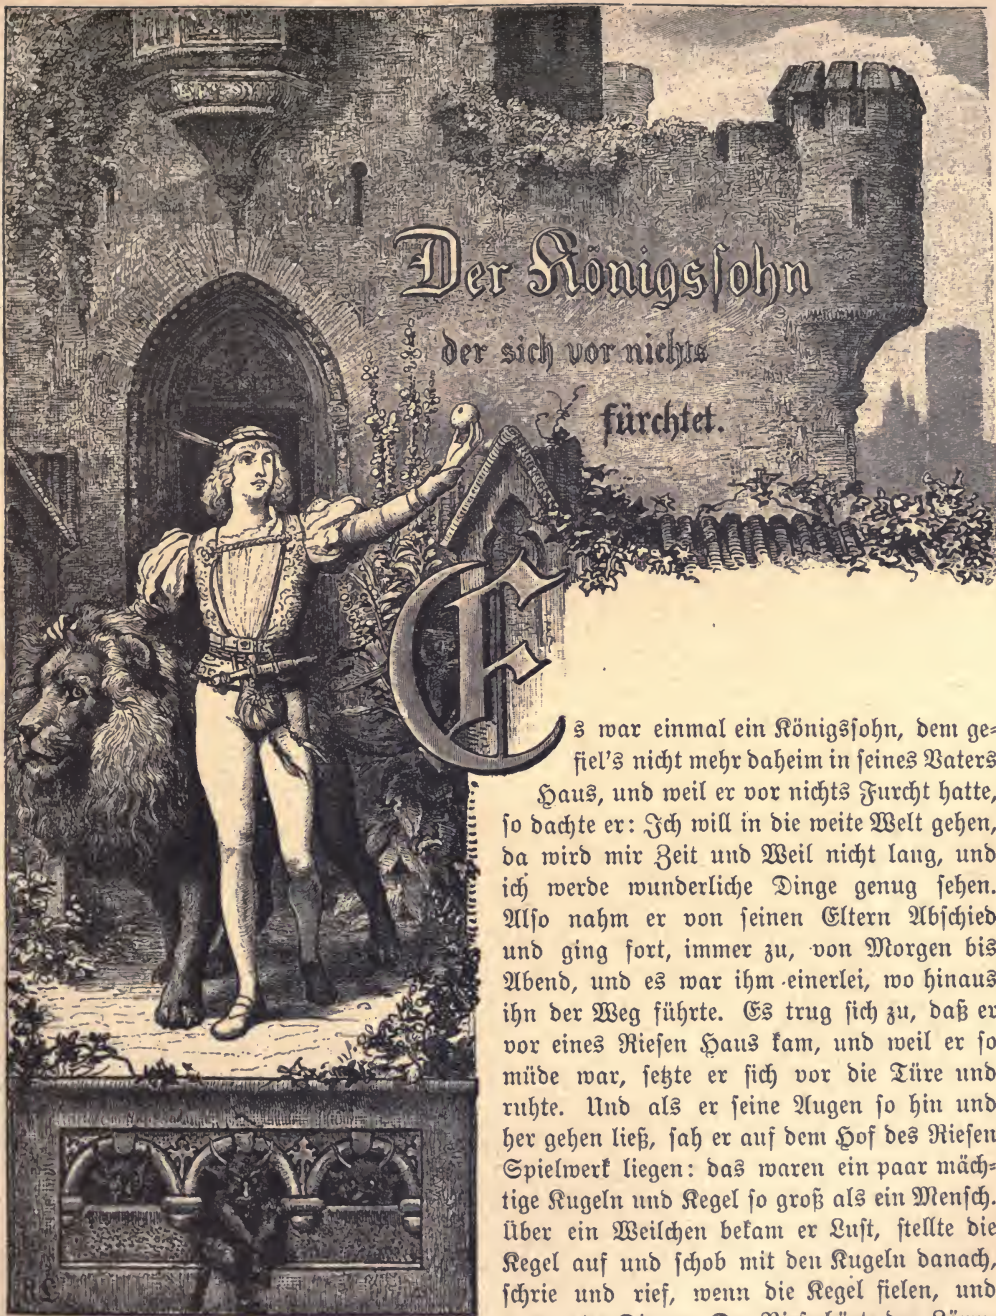 Der Königssohn
der sich vor nichts
fürchtet.
Es war einmal ein Königssohn, dem ge=
fiel's nicht mehr daheim in seines Vaters
Haus, und weil er vor nichts Furcht hatte,
so dachte er: Ich will in die weite Welt gehen,
da wird mir Zeit und Weil nicht lang, und
ich werde wunderliche Dinge genug sehen.
Also nahm er von seinen Eltern Abschied
und ging fort, immer zu, von Morgen bis
Abend, und es war ihm einerlei, wo hinaus
ihn der Weg führte. Es trug sich zu, daß er
vor eines Riesen Haus kam, und weil er so
müde war, setzte er sich vor die Türe und
ruhte. Und als er seine Augen so hin und
her gehen ließ, sah er auf dem Hof des Riesen
Spielwerk liegen: das waren ein paar mäch=
tige Kugeln und Kegel so groß als ein Mensch.
Über ein Weilchen bekam er Lust, stellte die
Kegel auf und schob mit den Kugeln danach,
schrie und rief, wenn die Kegel fielen, und